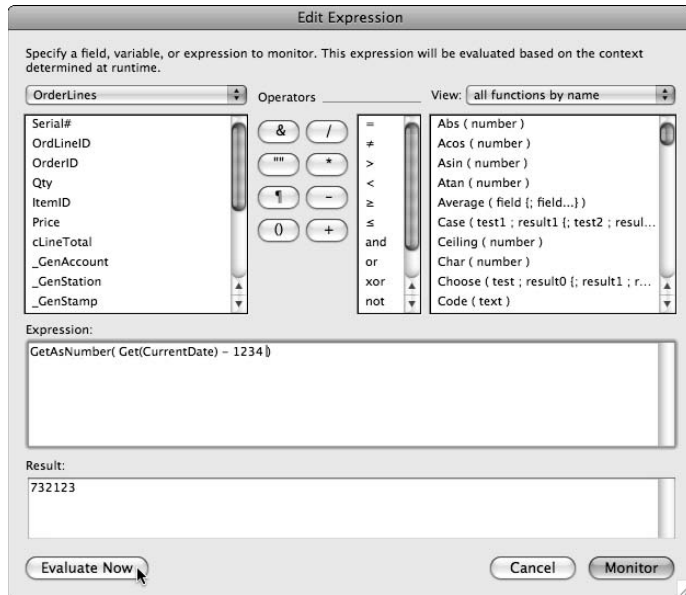 Edit Expression
Specify a field, variable, or expression to monitor. This expression will be evaluated based on the context
determined at runtime.
OrderLines
Operators
View: all functions by name
Serial#
OrdLineID
OrderID
Qty
ItemID
Price
cLineTotal
_GenAccount
_GenStation
_GenStamp
& /
"" *
¶ -
() +
=
≠
>
<
≥
≤
and
or
xor
not
Abs ( number )
Acos ( number )
Asin ( number )
Atan ( number )
Average ( field {; field...} )
Case ( test1 ; result1 {; test2 ; resul...
Ceiling ( number )
Char ( number )
Choose ( test ; result0 {; result1 ; r...
Code ( text )
Expression:
GetAsNumber( Get(CurrentDate) - 1234 )
Result:
732123
Evaluate Now
Cancel
Monitor